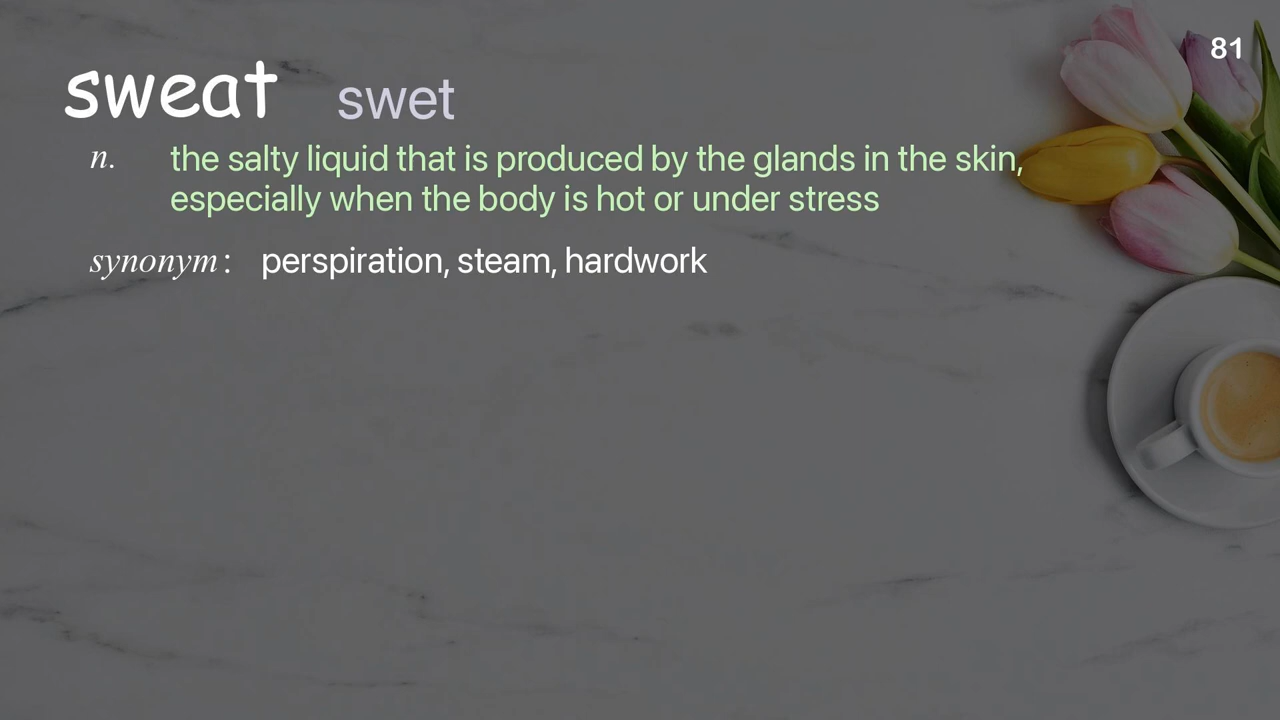 81
sweat swet
n. the salty liquid that is produced by the glands in the skin,
especially when the body is hot or under stress
synonym: perspiration, steam, hardwork